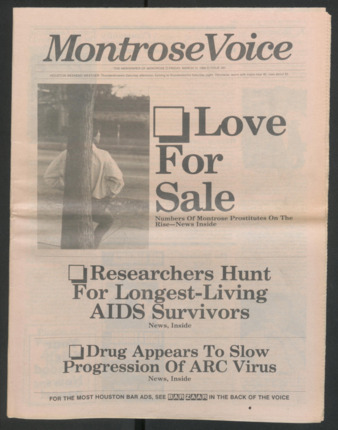 MontroseVoice
❏ Love
For
Sale
Numbers Of Montrose Prostitutes On The
Rise—News Inside
❏ Researchers Hunt
For Longest-Living
AIDS Survivors
News, Inside
❏ Drug Appears To Slow
Progression Of ARC Virus
News, Inside
FOR THE MOST HOUSTON BAR ADS, SEE BAR ZAAR IN THE BACK OF THE VOICE